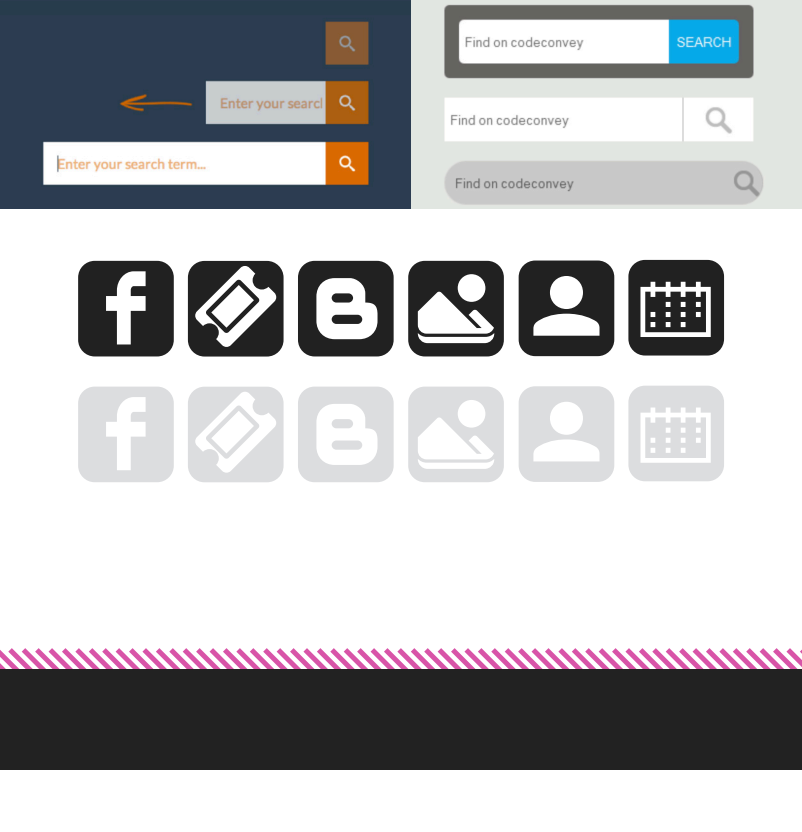 Enter your searcl
Enter your search term...
Find on codeconvey
SEARCH
Find on codeconvey
Find on codeconvey